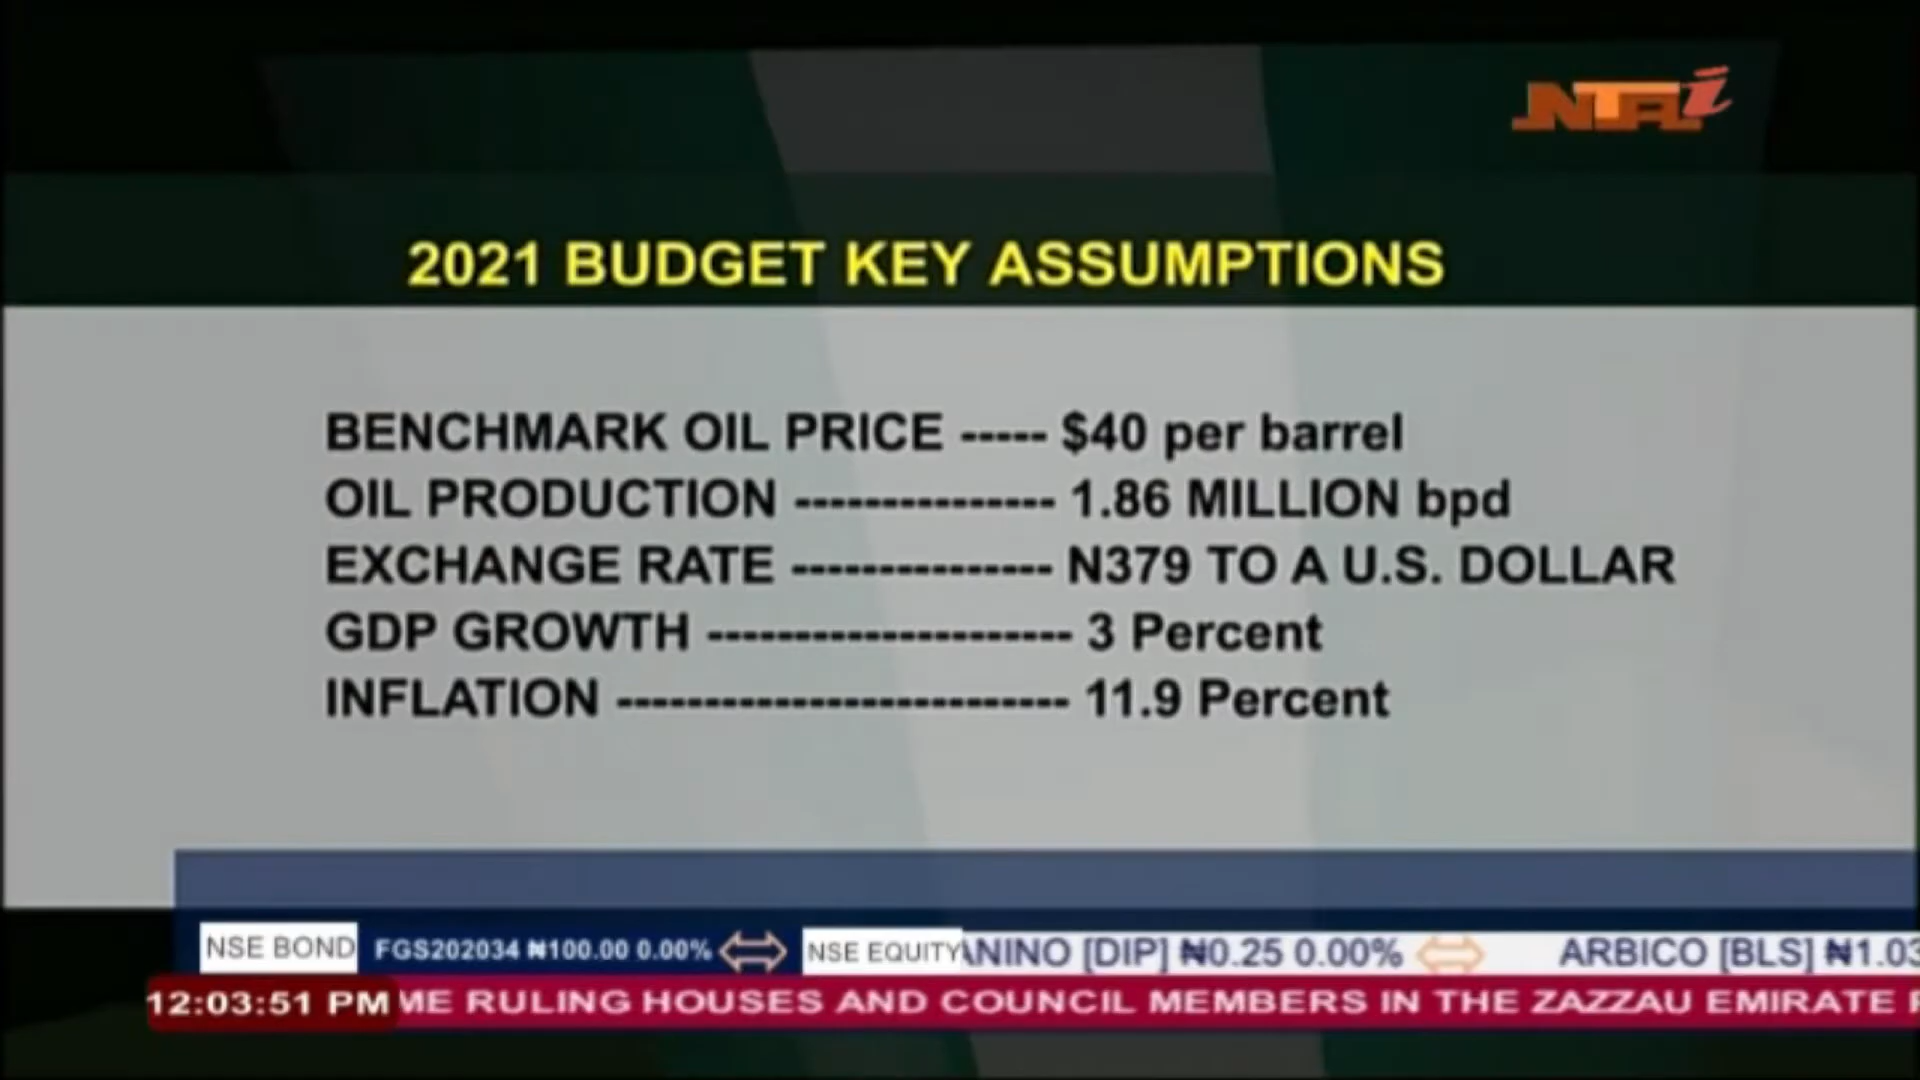 NTAi
2021 BUDGET KEY ASSUMPTIONS
BENCHMARK OIL PRICE ----- $40 per barrel
OIL PRODUCTION --------------- 1.86 MILLION bpd
EXCHANGE RATE --------------- N379 TO A U.S. DOLLAR
GDP GROWTH --------------------- 3 Percent
INFLATION -------------------------- 11.9 Percent
NSE BOND FGS202034 ₦100.00 0.00% NSE EQUITY ANINO [DIP] ₦0.25 0.00% ARBICO [BLS] ₦1.03
12:03:51 PM ME RULING HOUSES AND COUNCIL MEMBERS IN THE ZAZZAU EMIRATE